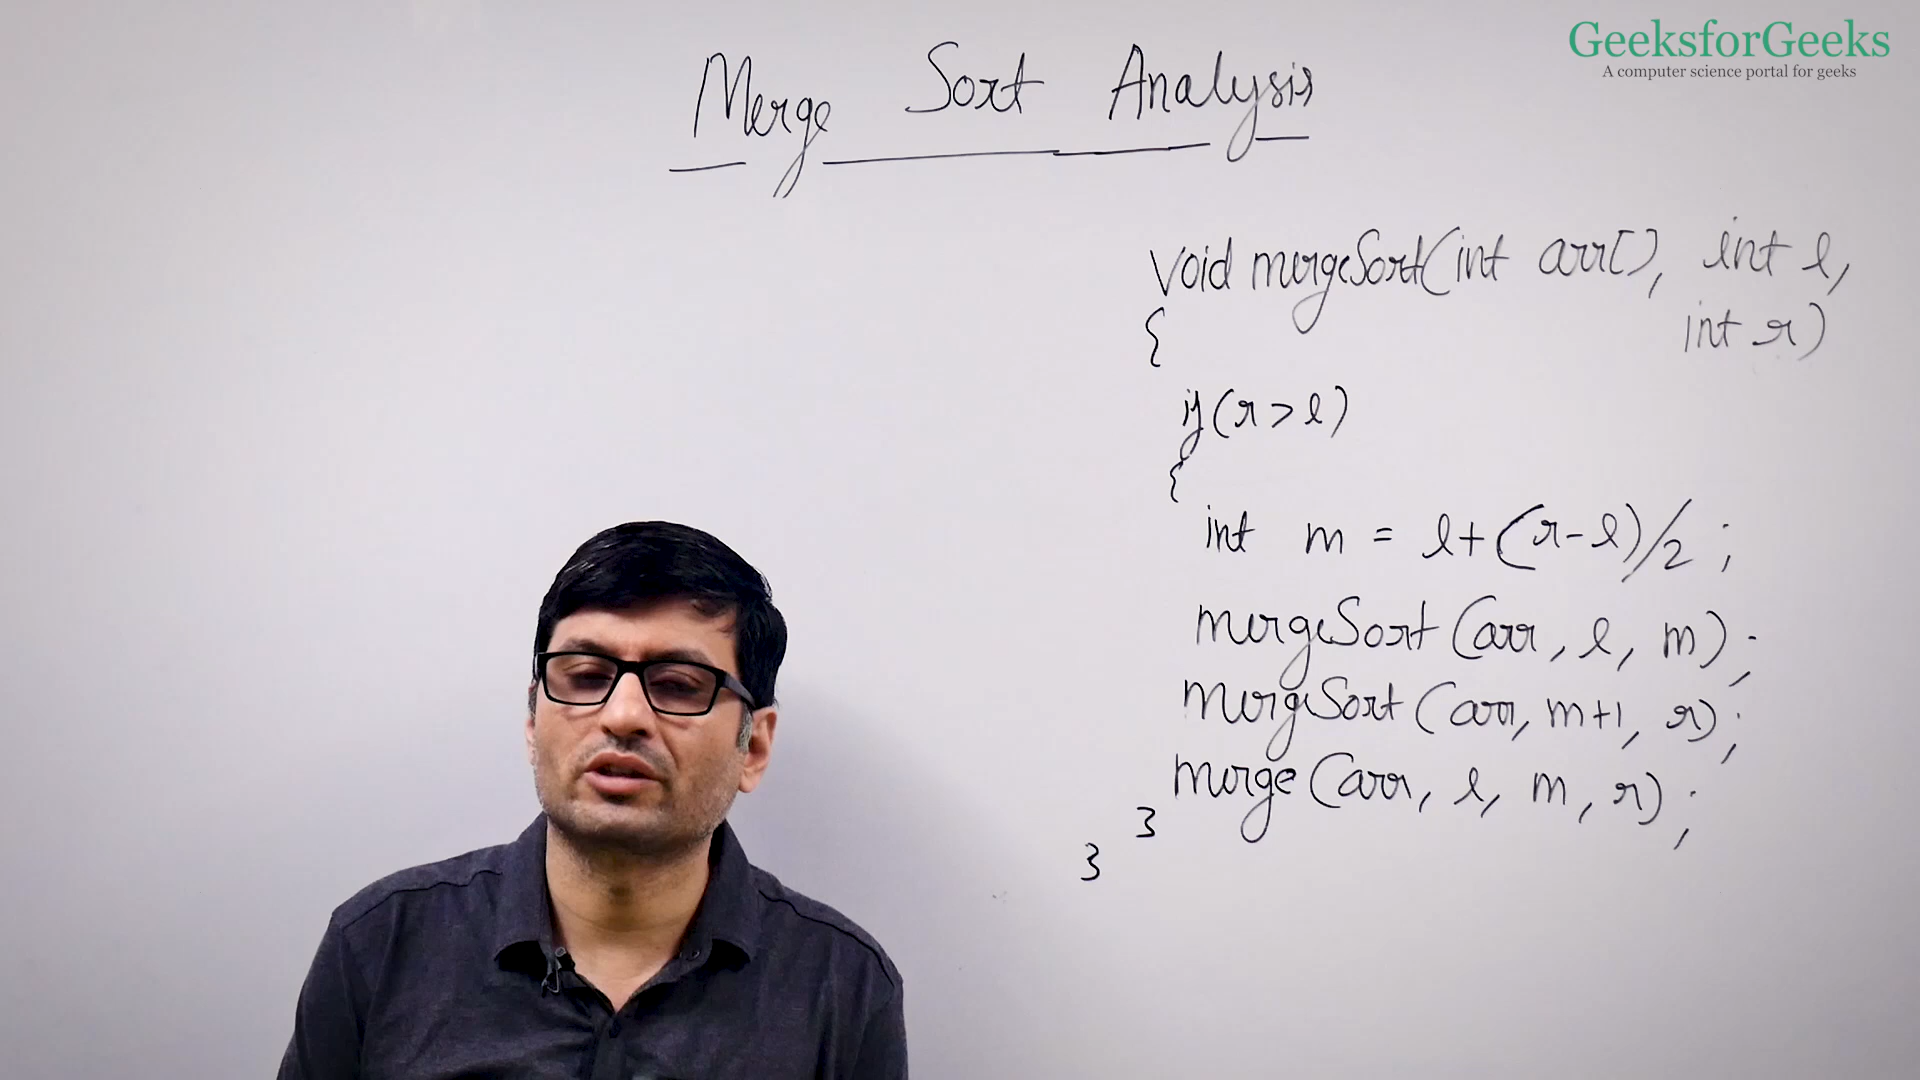 GeeksforGeeks
A computer science portal for geeks
Merge Sort Analysis
void mergeSort(int arr[], int l,
int r)
{
if(r>l)
{
int m = l+(r-l)/2;
mergeSort(arr, l, m);
mergeSort(arr, m+1, r);
merge(arr, l, m, r);
}
}